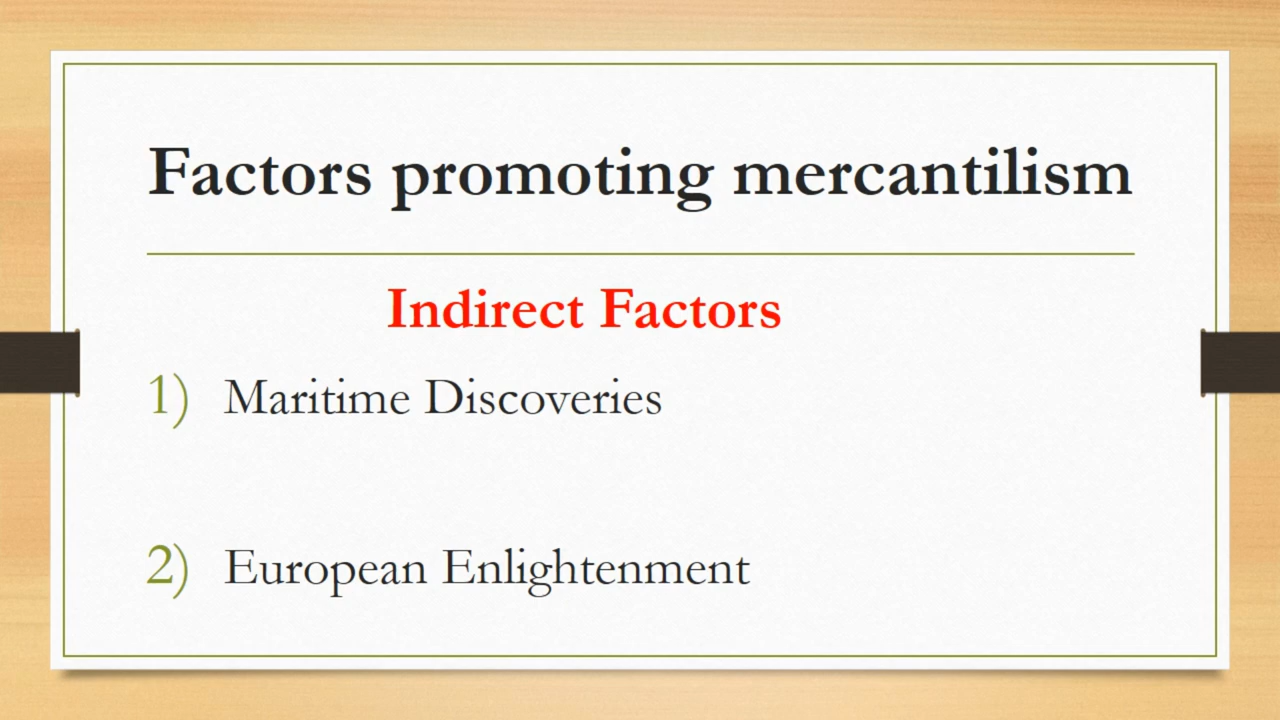 Factors promoting mercantilism
Indirect Factors
1) Maritime Discoveries
2) European Enlightenment